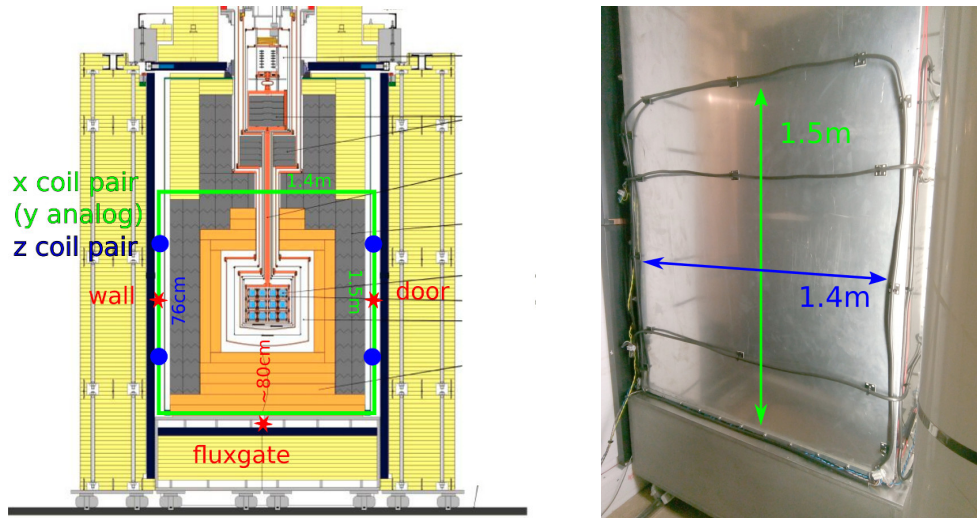 x coil pair
(y analog)
z coil pair
1.4m
wall
door
76cm
1.5m
~80cm
fluxgate
1.5m
1.4m